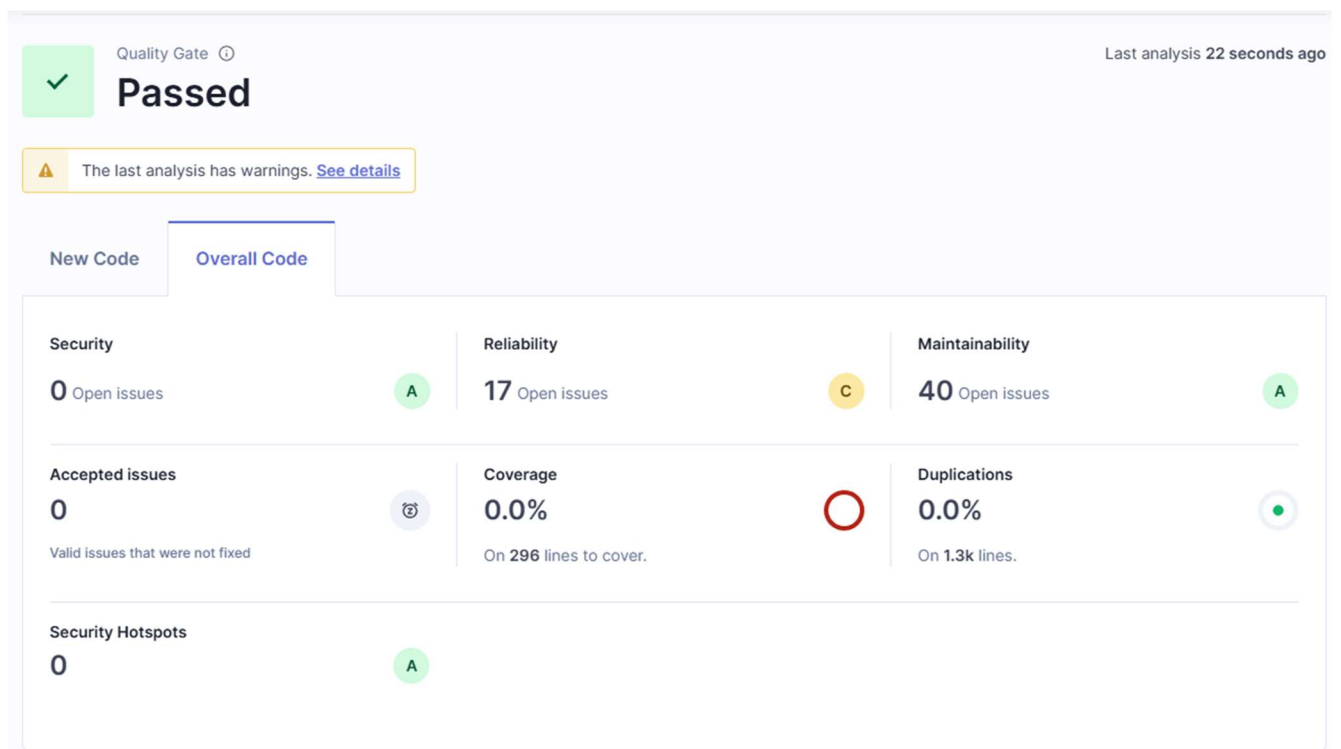 Quality Gate
Last analysis 22 seconds ago
Passed
The last analysis has warnings. See details
New Code
Overall Code
Security
Reliability
Maintainability
0 Open issues
A
17 Open issues
C
40 Open issues
A
Accepted issues
Coverage
Duplications
0
0.0%
0.0%
Valid issues that were not fixed
On 296 lines to cover.
On 1.3k lines.
Security Hotspots
0
A